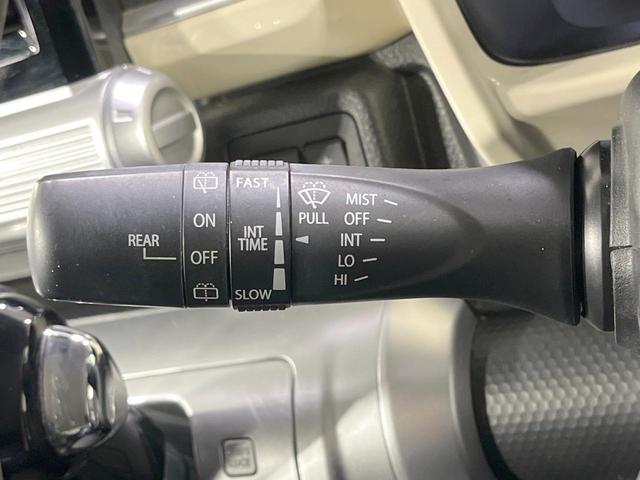 REAR
ON
OFF
FAST
INT
TIME
SLOW
PULL
MIST
OFF
INT
LO
HI